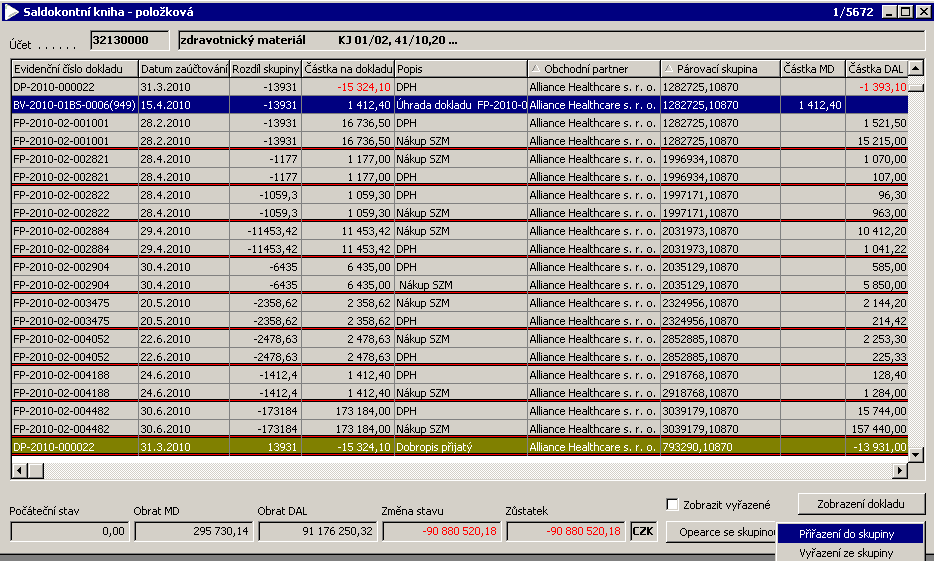 Saldokontní kniha - položková 1/5672
Účet . . . . . . 32130000 zdravotnický materiál KJ 01/02, 41/10,20 ...
Evidenční číslo dokladu Datum zaúčtování Rozdíl skupiny Částka na dokladu Popis Obchodní partner Párovací skupina Částka MD Částka DAL
DP-2010-000022 31.3.2010 -13931 -15 324,10 DPH Alliance Healthcare s. r. o. 1282725,10870 -1 393,10
BV-2010-01B5-0006(949) 15.4.2010 -13931 1 412,40 Úhrada dokladu FP-2010-0 Alliance Healthcare s. r. o. 1282725,10870 1 412,40
FP-2010-02-001001 28.2.2010 -13931 16 736,50 DPH Alliance Healthcare s. r. o. 1282725,10870 1 521,50
FP-2010-02-001001 28.2.2010 -13931 16 736,50 Nákup SZM Alliance Healthcare s. r. o. 1282725,10870 15 215,00
FP-2010-02-002821 28.4.2010 -1177 1 177,00 Nákup SZM Alliance Healthcare s. r. o. 1996934,10870 1 070,00
FP-2010-02-002821 28.4.2010 -1177 1 177,00 DPH Alliance Healthcare s. r. o. 1996934,10870 107,00
FP-2010-02-002822 28.4.2010 -1059,3 1 059,30 DPH Alliance Healthcare s. r. o. 1997171,10870 96,30
FP-2010-02-002822 28.4.2010 -1059,3 1 059,30 Nákup SZM Alliance Healthcare s. r. o. 1997171,10870 963,00
FP-2010-02-002884 29.4.2010 -11453,42 11 453,42 Nákup SZM Alliance Healthcare s. r. o. 2031973,10870 10 412,20
FP-2010-02-002884 29.4.2010 -11453,42 11 453,42 DPH Alliance Healthcare s. r. o. 2031973,10870 1 041,22
FP-2010-02-002904 30.4.2010 -6435 6 435,00 DPH Alliance Healthcare s. r. o. 2035129,10870 585,00
FP-2010-02-002904 30.4.2010 -6435 6 435,00 Nákup SZM Alliance Healthcare s. r. o. 2035129,10870 5 850,00
FP-2010-02-003475 20.5.2010 -2358,62 2 358,62 Nákup SZM Alliance Healthcare s. r. o. 2324956,10870 2 144,20
FP-2010-02-003475 20.5.2010 -2358,62 2 358,62 DPH Alliance Healthcare s. r. o. 2324956,10870 214,42
FP-2010-02-004052 22.6.2010 -2478,63 2 478,63 Nákup SZM Alliance Healthcare s. r. o. 2852885,10870 2 253,30
FP-2010-02-004052 22.6.2010 -2478,63 2 478,63 DPH Alliance Healthcare s. r. o. 2852885,10870 225,33
FP-2010-02-004188 24.6.2010 -1412,4 1 412,40 DPH Alliance Healthcare s. r. o. 2918768,10870 128,40
FP-2010-02-004188 24.6.2010 -1412,4 1 412,40 Nákup SZM Alliance Healthcare s. r. o. 2918768,10870 1 284,00
FP-2010-02-004482 30.6.2010 -173184 173 184,00 DPH Alliance Healthcare s. r. o. 3039179,10870 15 744,00
FP-2010-02-004482 30.6.2010 -173184 173 184,00 Nákup SZM Alliance Healthcare s. r. o. 3039179,10870 157 440,00
DP-2010-000022 31.3.2010 13931 -15 324,10 Dobropis přijatý Alliance Healthcare s. r. o. 793290,10870 -13 931,00
Zobrazit vyřazené Zobrazení dokladu
Počáteční stav Obrat MD Obrat DAL Změna stavu Zůstatek
0,00 295 730,14 91 176 250,32 -90 880 520,18 -90 880 520,18 CZK Opearce se skupinou
Přiřazení do skupiny
Vyřazení ze skupiny